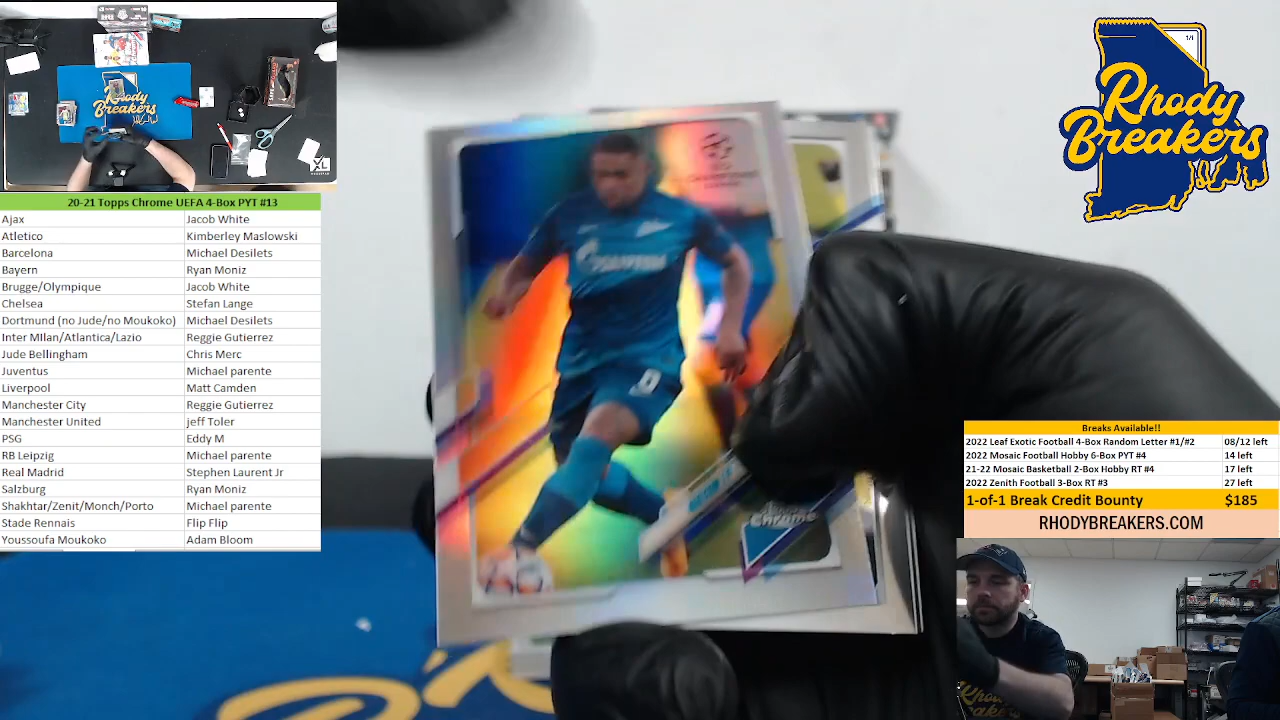 Rhody
Breakers
20-21 Topps Chrome UEFA 4-Box PYT #13
Ajax Jacob White
Atletico Kimberley Maslowski
Barcelona Michael Desilets
Bayern Ryan Moniz
Brugge/Olympique Jacob White
Chelsea Stefan Lange
Dortmund (no Jude/no Moukoko) Michael Desilets
Inter MIlan/Atlantica/Lazio Reggie Gutierrez
Jude Bellingham Chris Merc
Juventus Michael parente
Liverpool Matt Camden
Manchester City Reggie Gutierrez
Manchester United jeff Toler
PSG Eddy M
RB Leipzig Michael parente
Real Madrid Stephen Laurent Jr
Salzburg Ryan Moniz
Shakhtar/Zenit/Monch/Porto Michael parente
Stade Rennais Flip Flip
Youssoufa Moukoko Adam Bloom
Chrome
1/1
Rhody
Breakers
Breaks Available!!
2022 Leaf Exotic Football 4-Box Random Letter #1/#2 08/12 left
2022 Mosaic Football Hobby 6-Box PYT #4 14 left
21-22 Mosaic Basketball 2-Box Hobby RT #4 17 left
2022 Zenith Football 3-Box RT #3 27 left
1-of-1 Break Credit Bounty $185
RHODYBREAKERS.COM
Rhody
Breakers